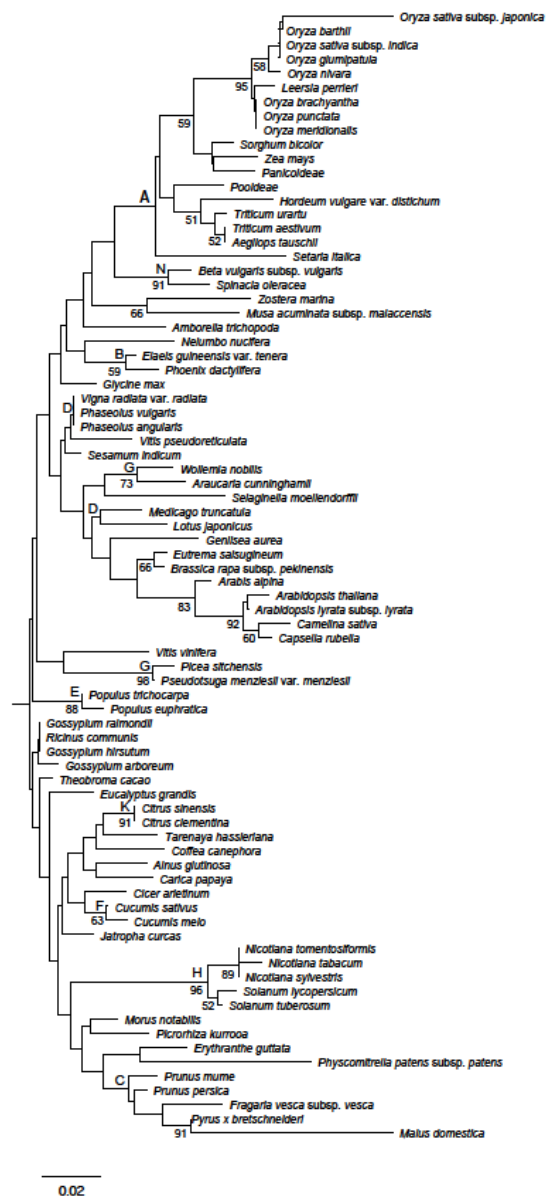 Oryza sativa subsp. japonica
Oryza barthii
Oryza sativa subsp. indica
Oryza glumipatula
58
Oryza nivara
Leersia perrieri
95
Oryza brachyantha
Oryza punctata
59
Oryza meridionalis
Sorghum bicolor
Zea mays
Panicoideae
Pooideae
A
Hordeum vulgare var. distichum
Triticum urartu
51
Triticum aestivum
52
Aegilops tauschii
Setaria italica
N
Beta vulgaris subsp. vulgaris
91
Spinacia oleracea
Zostera marina
66
Musa acuminata subsp. malaccensis
Amborella trichopoda
Nelumbo nucifera
B
Elaeis guineensis var. tenera
59
Phoenix dactylifera
Glycine max
Vigna radiata var. radiata
D
Phaseolus vulgaris
Phaseolus angularis
Vitis pseudoreticulata
Sesamum indicum
G
Wollemia nobilis
73
Araucaria cunninghamii
Selaginella moellendorffii
D
Medicago truncatula
Lotus japonicus
Genlisea aurea
Eutrema salsugineum
66
Brassica rapa subsp. pekinensis
Arabis alpina
83
Arabidopsis thaliana
Arabidopsis lyrata subsp. lyrata
92
Camelina sativa
60
Capsella rubella
Vitis vinifera
G
Picea sitchensis
98
Pseudotsuga menziesii var. menziesii
E
Populus trichocarpa
88
Populus euphratica
Gossypium raimondii
Ricinus communis
Gossypium hirsutum
Gossypium arboreum
Theobroma cacao
Eucalyptus grandis
K
Citrus sinensis
91
Citrus clementina
Tarenaya hassleriana
Coffea canephora
Alnus glutinosa
Carica papaya
Cicer arietinum
F
Cucumis sativus
63
Cucumis melo
Jatropha curcas
Nicotiana tomentosiformis
H
Nicotiana tabacum
89
Nicotiana sylvestris
96
Solanum lycopersicum
52
Solanum tuberosum
Morus notabilis
Picrorhiza kurrooa
Erythranthe guttata
Physcomitrella patens subsp. patens
C
Prunus mume
Prunus persica
Fragaria vesca subsp. vesca
Pyrus x bretschneideri
91
Malus domestica
0.02